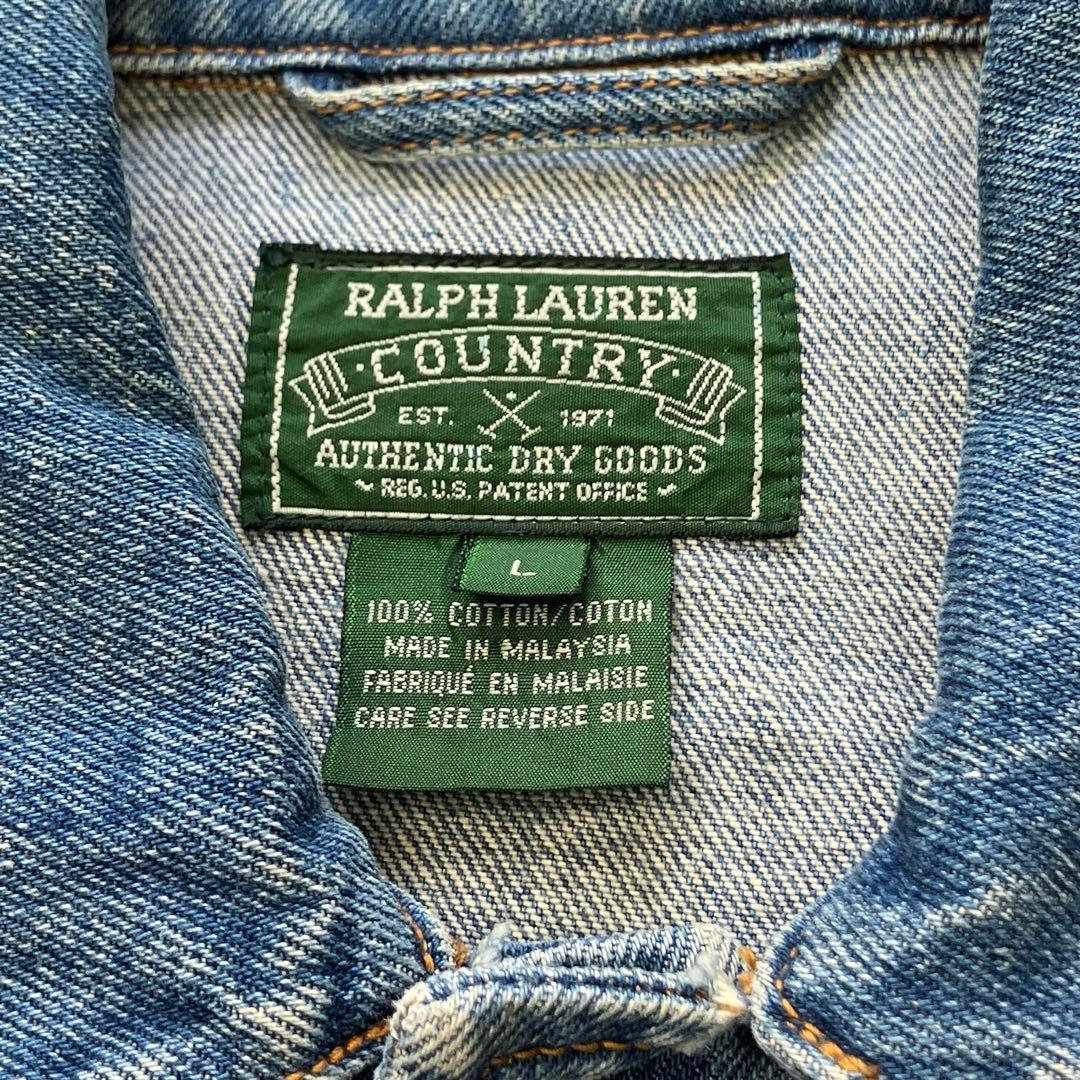 RALPH LAUREN
·COUNTRY·
EST. 1971
AUTHENTIC DRY GOODS
REG. U.S. PATENT OFFICE
L
100% COTTON/COTON
MADE IN MALAYSIA
FABRIQUÉ EN MALAISIE
CARE SEE REVERSE SIDE